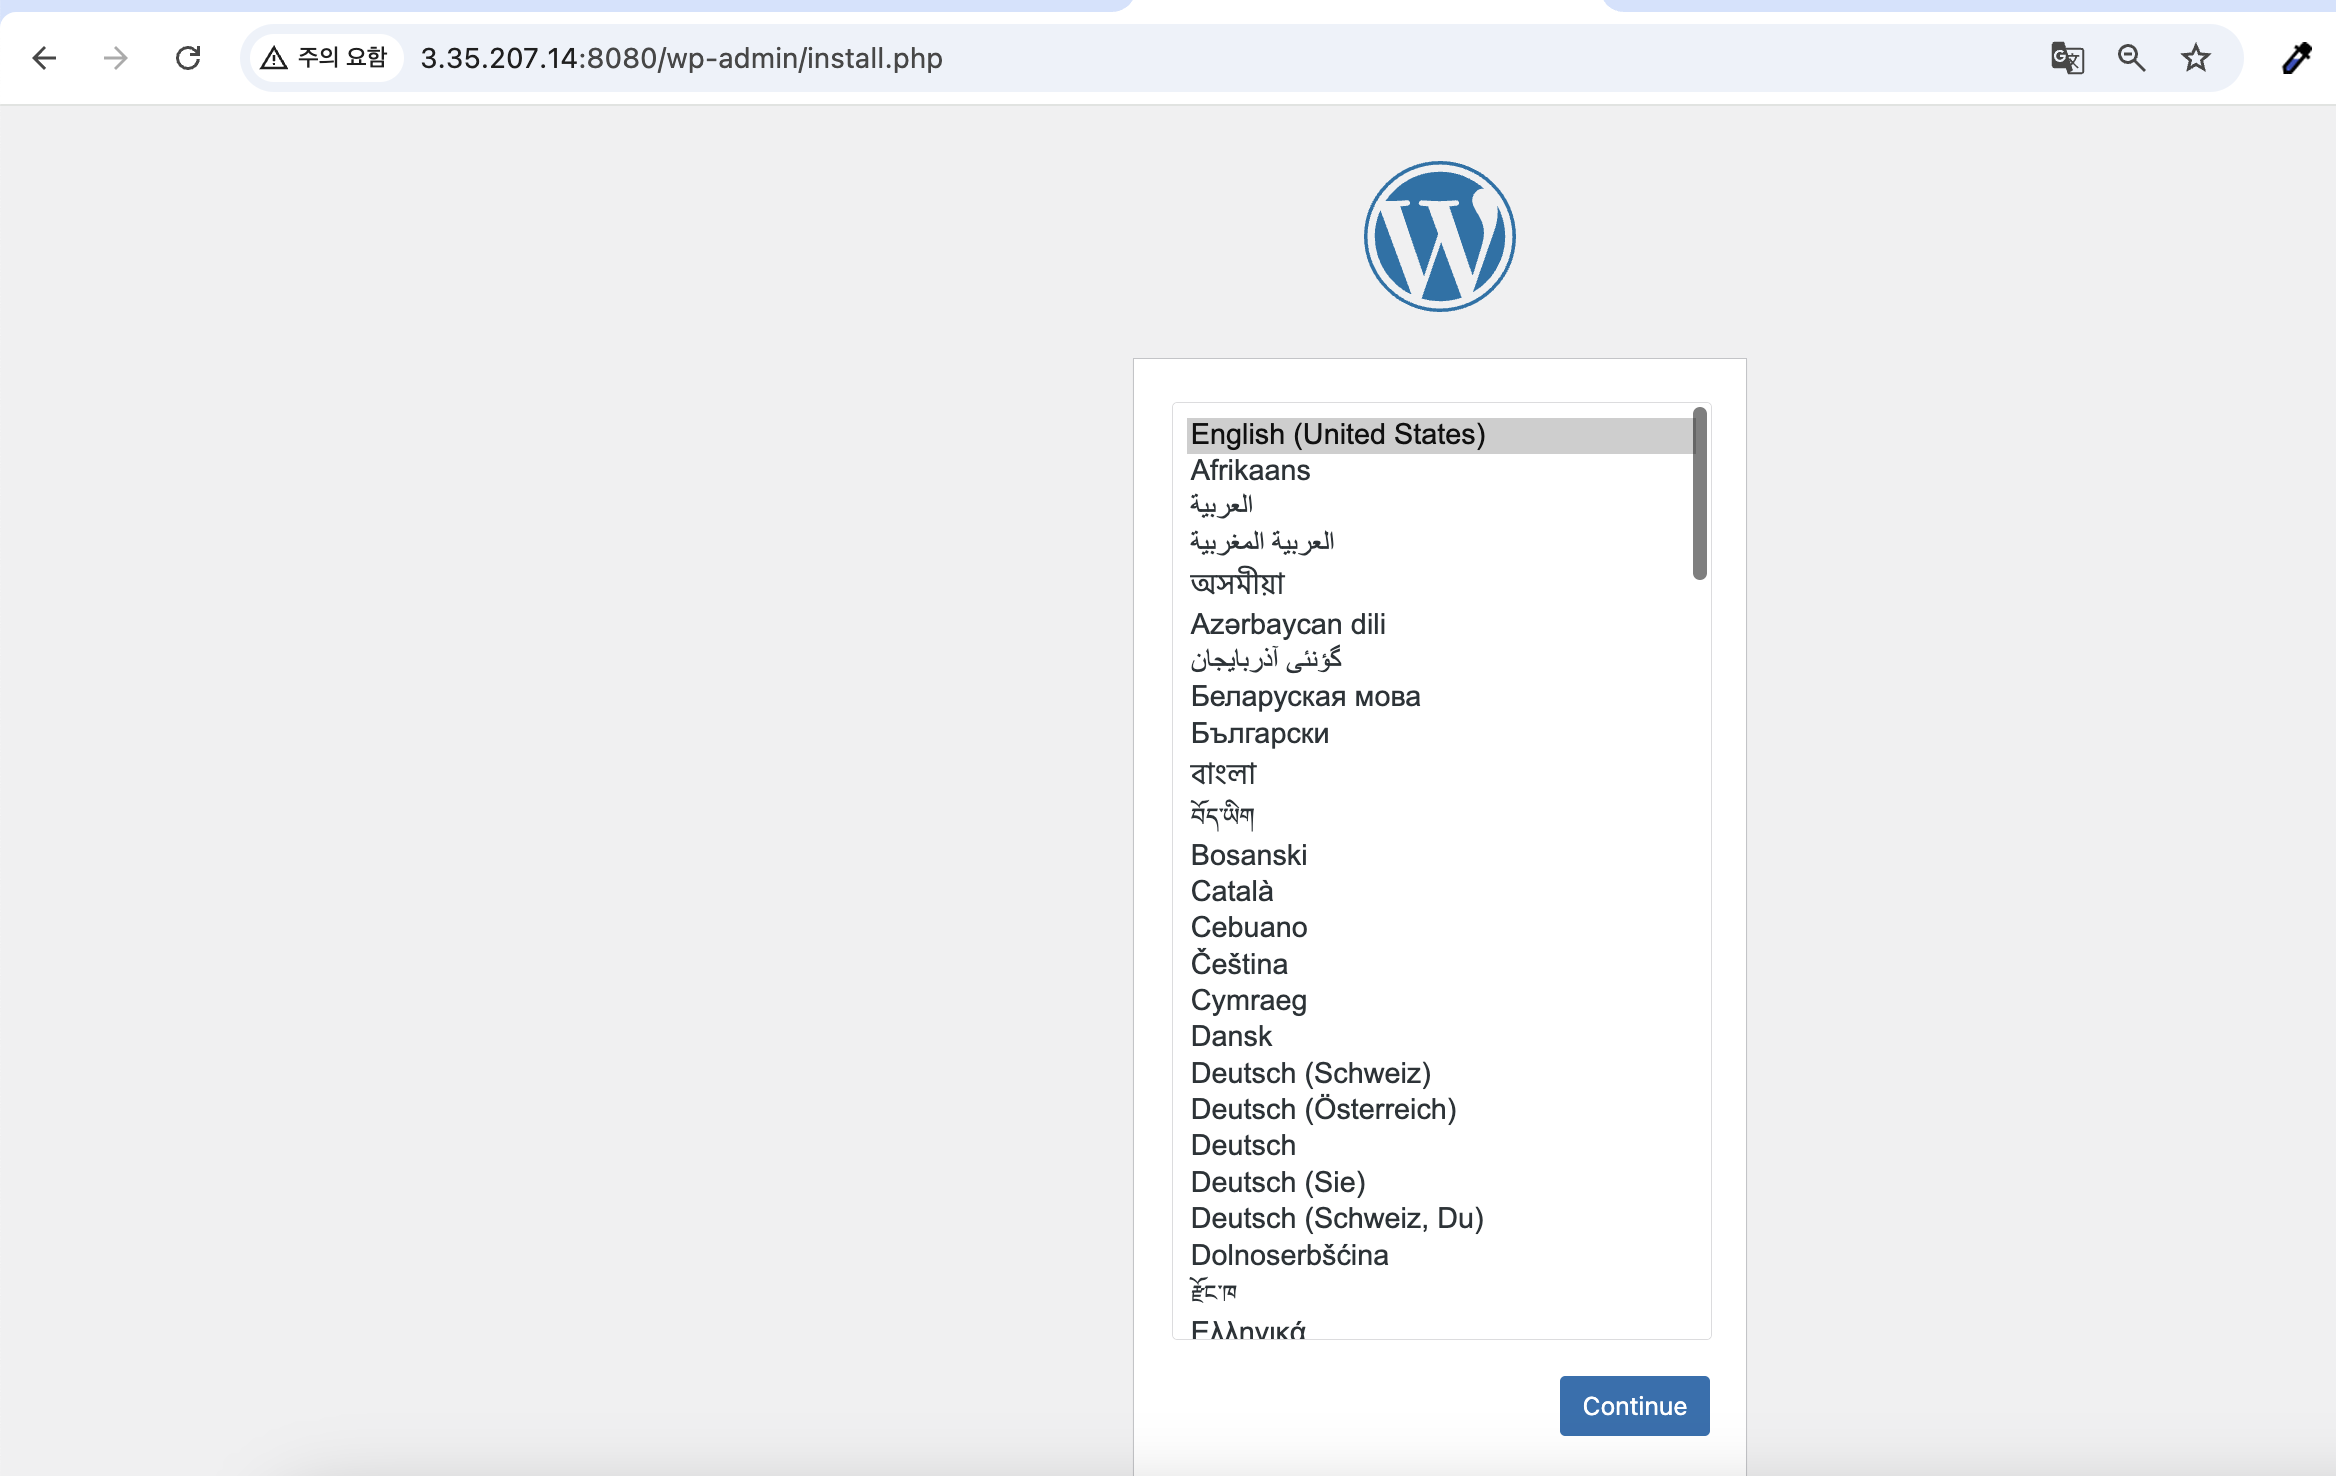 주의 요함 3.35.207.14:8080/wp-admin/install.php
English (United States)
Afrikaans
العربية
العربية المغربية
অসমীয়া
Azərbaycan dili
گؤنئی آذربایجان
Беларуская мова
Български
বাংলা
བོད་ཡིག
Bosanski
Català
Cebuano
Čeština
Cymraeg
Dansk
Deutsch (Schweiz)
Deutsch (Österreich)
Deutsch
Deutsch (Sie)
Deutsch (Schweiz, Du)
Dolnoserbšćina
རྫོང་ཁ
Ελληνικά
Continue